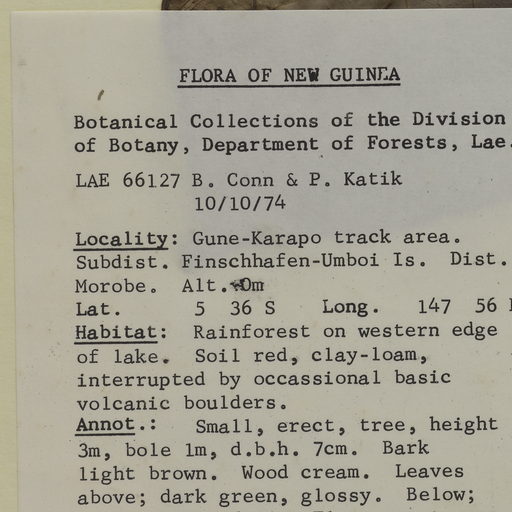 FLORA OF NEW GUINEA
Botanical Collections of the Division
of Botany, Department of Forests, Lae.
LAE 66127 B. Conn & P. Katik
10/10/74
Locality: Gune-Karapo track area.
Subdist. Finschhafen-Umboi Is. Dist.
Morobe. Alt. 0m
Lat. 5 36 S Long. 147 56
Habitat: Rainforest on western edge
of lake. Soil red, clay-loam,
interrupted by occassional basic
volcanic boulders.
Annot.: Small, erect, tree, height
3m, bole 1m, d.b.h. 7cm. Bark
light brown. Wood cream. Leaves
above; dark green, glossy. Below;